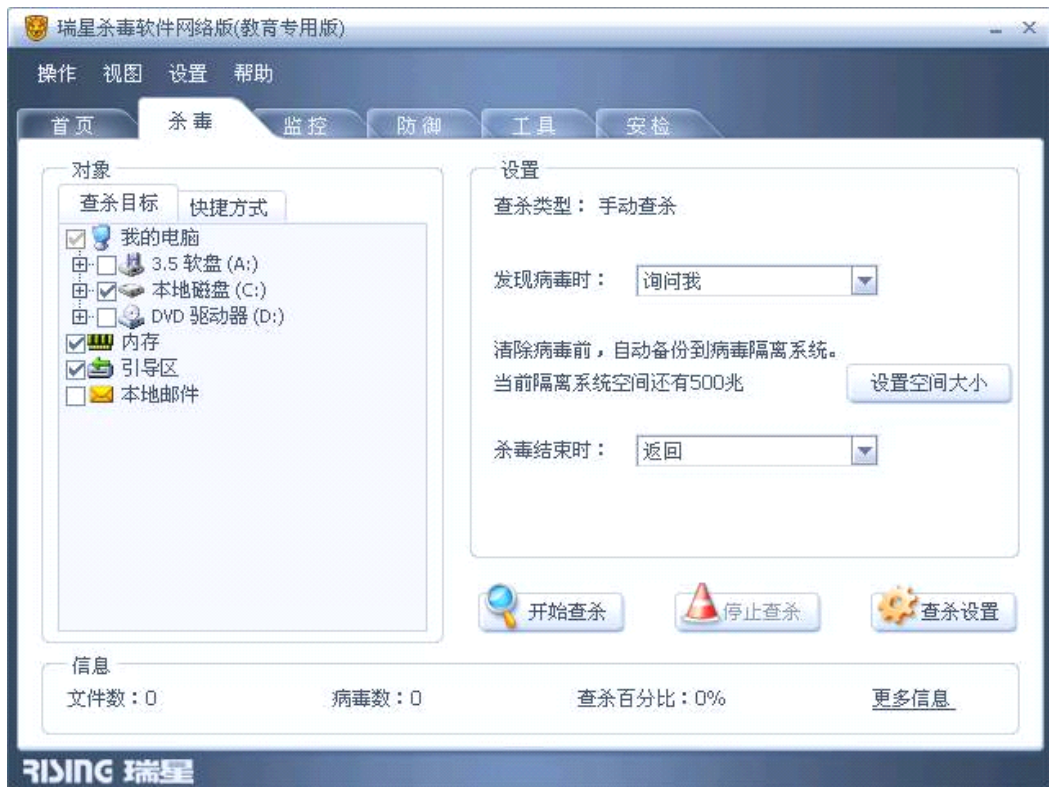 瑞星杀毒软件网络版(教育专用版)
操作 视图 设置 帮助
首页 杀毒 监控 防御 工具 安检
对象
查杀目标 快捷方式
我的电脑
3.5 软盘 (A:)
本地磁盘 (C:)
DVD 驱动器 (D:)
内存
引导区
本地邮件
设置
查杀类型： 手动查杀
发现病毒时： 询问我
清除病毒前，自动备份到病毒隔离系统。
当前隔离系统空间还有500兆 设置空间大小
杀毒结束时： 返回
开始查杀 停止查杀 查杀设置
信息
文件数：0 病毒数：0 查杀百分比：0% 更多信息
RISING 瑞星